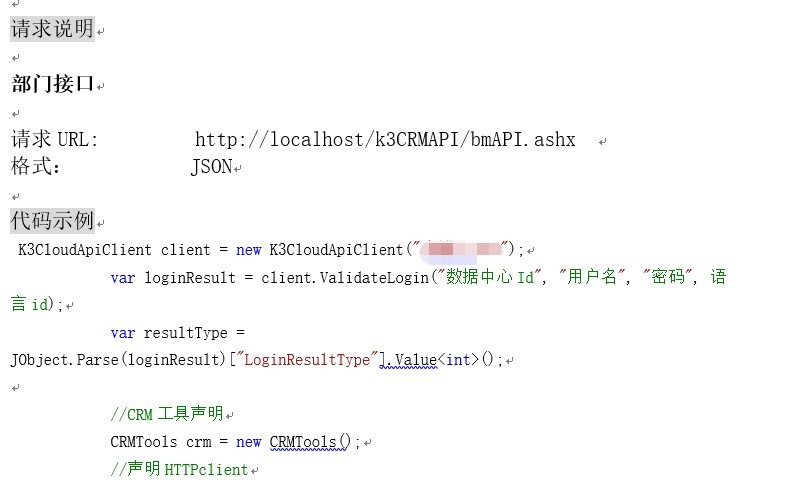 请求说明
部门接口
请求 URL: http://localhost/k3CRMAPI/bmAPI.ashx
格式： JSON
代码示例
K3CloudApiClient client = new K3CloudApiClient("");
var loginResult = client.ValidateLogin("数据中心 Id", "用户名", "密码", 语
言 id);
var resultType =
JObject.Parse(loginResult)["LoginResultType"].Value<int>();
//CRM 工具声明
CRMTools crm = new CRMTools();
//声明 HTTPclient